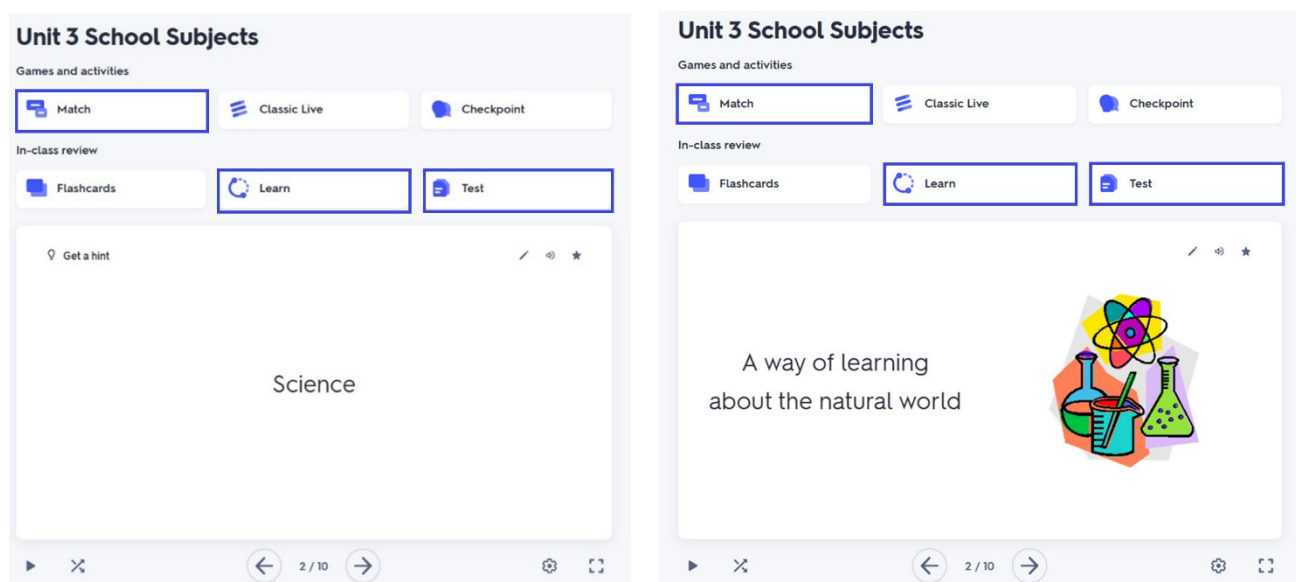 Unit 3 School Subjects
Games and activities
Match
Classic Live
Checkpoint
In-class review
Flashcards
Learn
Test
Get a hint
Science
2 / 10
Unit 3 School Subjects
Games and activities
Match
Classic Live
Checkpoint
In-class review
Flashcards
Learn
Test
A way of learning
about the natural world
2 / 10